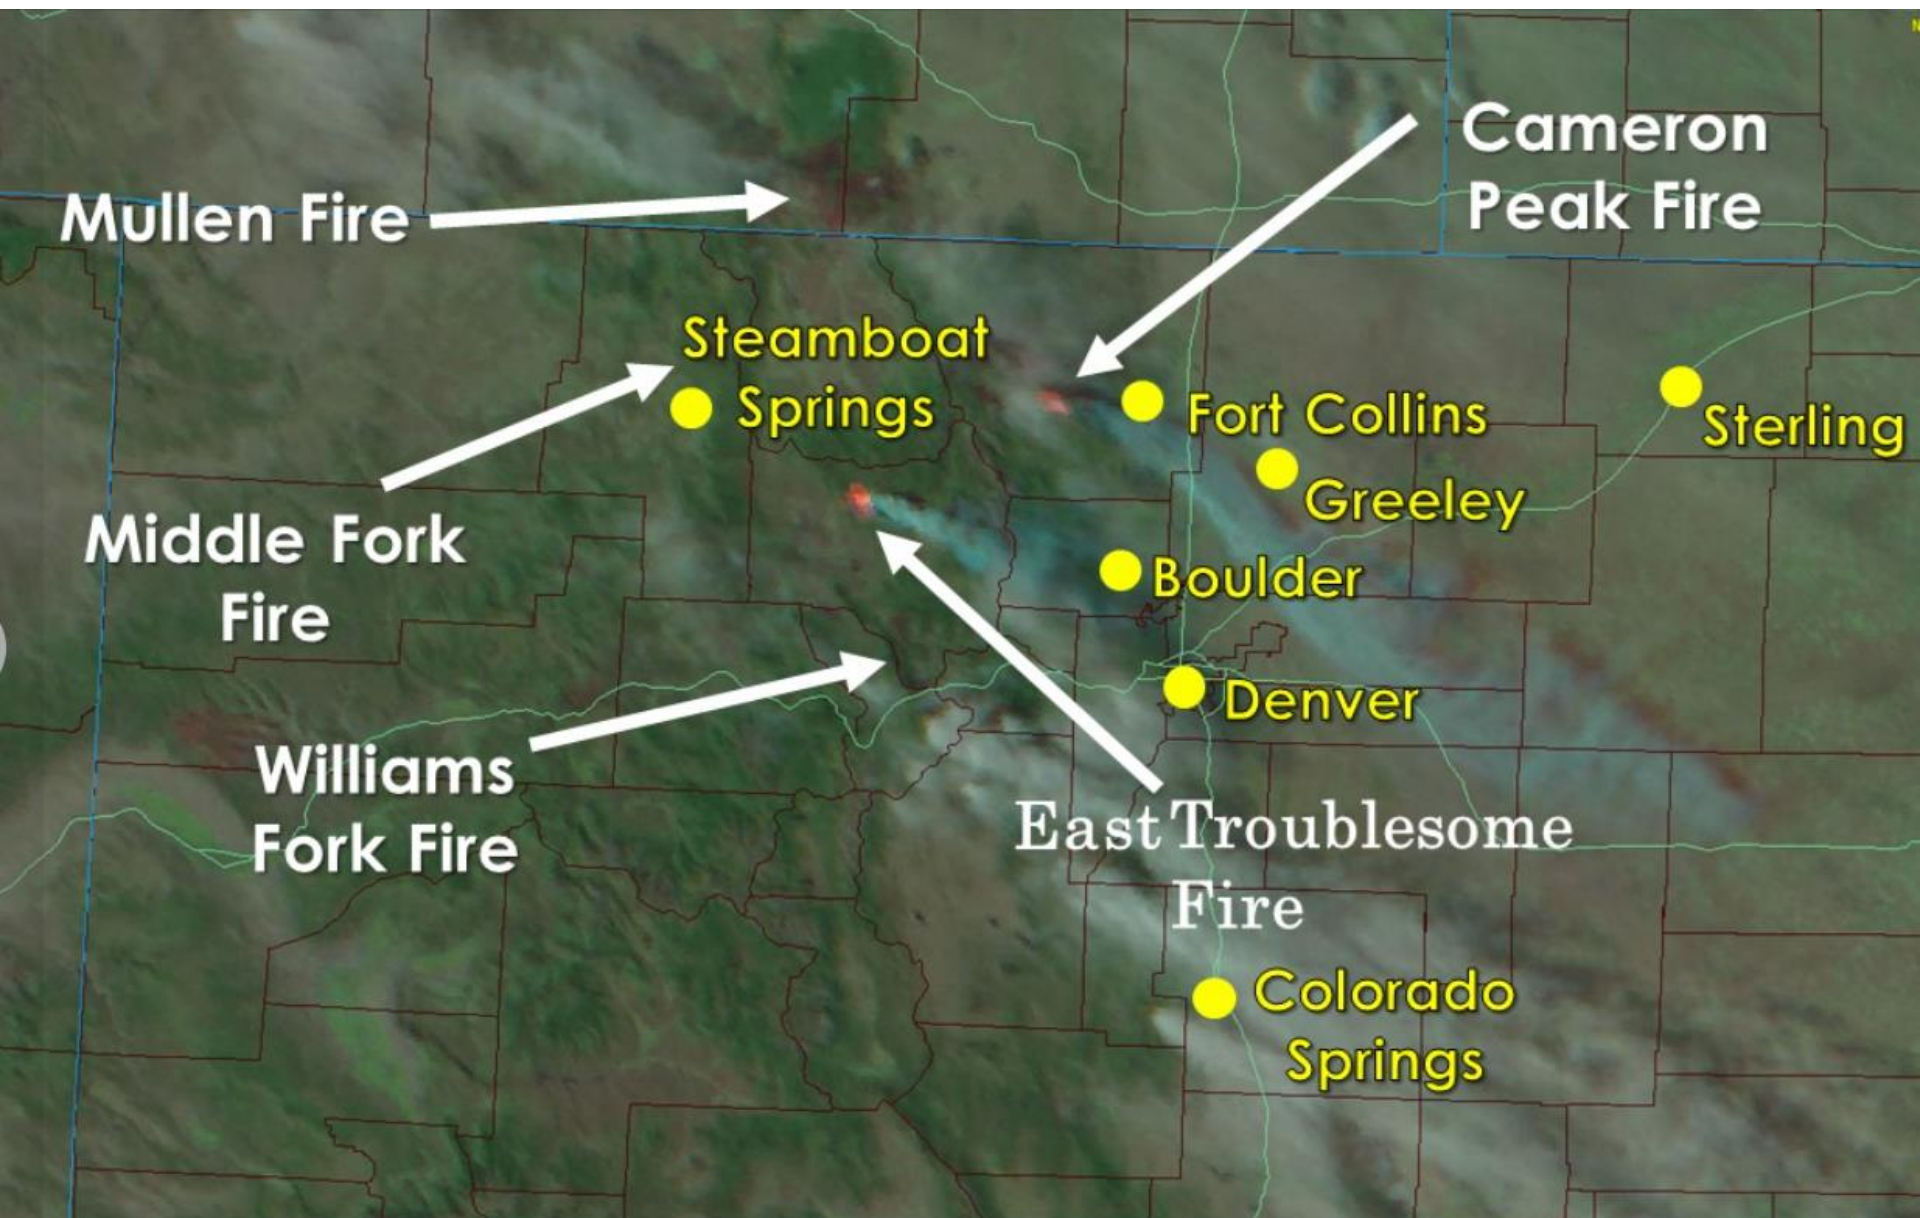 Cameron
Peak Fire
Mullen Fire
Steamboat
Springs
Fort Collins
Sterling
Greeley
Middle Fork
Fire
Boulder
Denver
Williams
Fork Fire
East Troublesome
Fire
Colorado
Springs